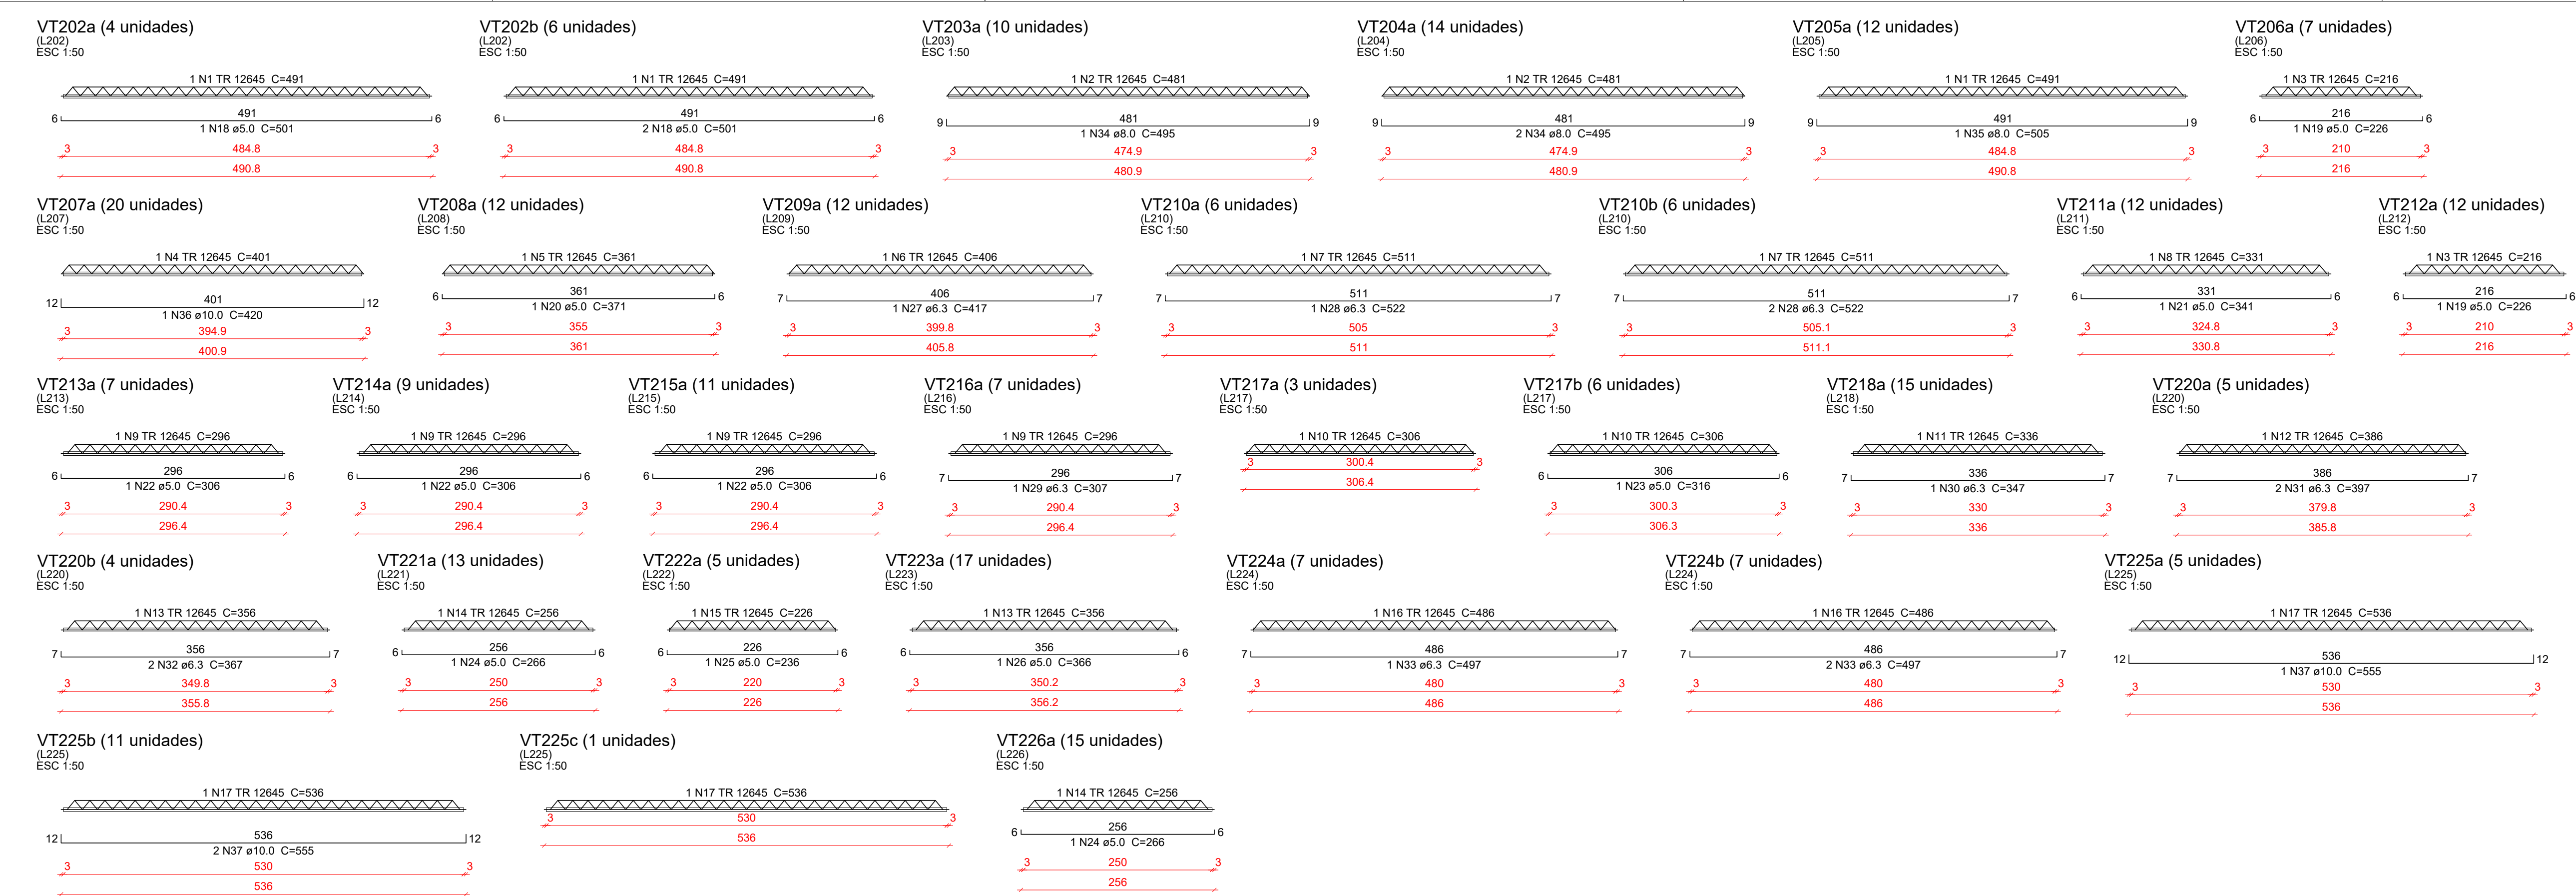 VT202a (4 unidades)
(L202)
ESC 1:50
1 N1 TR 12645 C=491
491
6 6
1 N18 ø5.0 C=501
3 484.8 3
490.8
VT202b (6 unidades)
(L202)
ESC 1:50
1 N1 TR 12645 C=491
491
6 6
2 N18 ø5.0 C=501
3 484.8 3
490.8
VT203a (10 unidades)
(L203)
ESC 1:50
1 N2 TR 12645 C=481
481
9 9
1 N34 ø8.0 C=495
3 474.9 3
480.9
VT204a (14 unidades)
(L204)
ESC 1:50
1 N2 TR 12645 C=481
481
9 9
2 N34 ø8.0 C=495
3 474.9 3
480.9
VT205a (12 unidades)
(L205)
ESC 1:50
1 N1 TR 12645 C=491
491
9 9
1 N35 ø8.0 C=505
3 484.8 3
490.8
VT206a (7 unidades)
(L206)
ESC 1:50
1 N3 TR 12645 C=216
216
6 6
1 N19 ø5.0 C=226
3 210 3
216
VT207a (20 unidades)
(L207)
ESC 1:50
1 N4 TR 12645 C=401
401
12 12
1 N36 ø10.0 C=420
3 394.9 3
400.9
VT208a (12 unidades)
(L208)
ESC 1:50
1 N5 TR 12645 C=361
361
6 6
1 N20 ø5.0 C=371
3 355 3
361
VT209a (12 unidades)
(L209)
ESC 1:50
1 N6 TR 12645 C=406
406
7 7
1 N27 ø6.3 C=417
3 399.8 3
405.8
VT210a (6 unidades)
(L210)
ESC 1:50
1 N7 TR 12645 C=511
511
7 7
1 N28 ø6.3 C=522
3 505 3
511
VT210b (6 unidades)
(L210)
ESC 1:50
1 N7 TR 12645 C=511
511
7 7
2 N28 ø6.3 C=522
3 505.1 3
511.1
VT211a (12 unidades)
(L211)
ESC 1:50
1 N8 TR 12645 C=331
331
6 6
1 N21 ø5.0 C=341
3 324.8 3
330.8
VT212a (12 unidades)
(L212)
ESC 1:50
1 N3 TR 12645 C=216
216
6 6
1 N19 ø5.0 C=226
3 210 3
216
VT213a (7 unidades)
(L213)
ESC 1:50
1 N9 TR 12645 C=296
296
6 6
1 N22 ø5.0 C=306
3 290.4 3
296.4
VT214a (9 unidades)
(L214)
ESC 1:50
1 N9 TR 12645 C=296
296
6 6
1 N22 ø5.0 C=306
3 290.4 3
296.4
VT215a (11 unidades)
(L215)
ESC 1:50
1 N9 TR 12645 C=296
296
6 6
1 N22 ø5.0 C=306
3 290.4 3
296.4
VT216a (7 unidades)
(L216)
ESC 1:50
1 N9 TR 12645 C=296
296
7 7
1 N29 ø6.3 C=307
3 290.4 3
296.4
VT217a (3 unidades)
(L217)
ESC 1:50
1 N10 TR 12645 C=306
3 300.4 3
306.4
VT217b (6 unidades)
(L217)
ESC 1:50
1 N10 TR 12645 C=306
306
6 6
1 N23 ø5.0 C=316
3 300.3 3
306.3
VT218a (15 unidades)
(L218)
ESC 1:50
1 N11 TR 12645 C=336
336
7 7
1 N30 ø6.3 C=347
3 330 3
336
VT220a (5 unidades)
(L220)
ESC 1:50
1 N12 TR 12645 C=386
386
7 7
2 N31 ø6.3 C=397
3 379.8 3
385.8
VT220b (4 unidades)
(L220)
ESC 1:50
1 N13 TR 12645 C=356
356
7 7
2 N32 ø6.3 C=367
3 349.8 3
355.8
VT221a (13 unidades)
(L221)
ESC 1:50
1 N14 TR 12645 C=256
256
6 6
1 N24 ø5.0 C=266
3 250 3
256
VT222a (5 unidades)
(L222)
ESC 1:50
1 N15 TR 12645 C=226
226
6 6
1 N25 ø5.0 C=236
3 220 3
226
VT223a (17 unidades)
(L223)
ESC 1:50
1 N13 TR 12645 C=356
356
6 6
1 N26 ø5.0 C=366
3 350.2 3
356.2
VT224a (7 unidades)
(L224)
ESC 1:50
1 N16 TR 12645 C=486
486
7 7
1 N33 ø6.3 C=497
3 480 3
486
VT224b (7 unidades)
(L224)
ESC 1:50
1 N16 TR 12645 C=486
486
7 7
2 N33 ø6.3 C=497
3 480 3
486
VT225a (5 unidades)
(L225)
ESC 1:50
1 N17 TR 12645 C=536
536
12 12
1 N37 ø10.0 C=555
3 530 3
536
VT225b (11 unidades)
(L225)
ESC 1:50
1 N17 TR 12645 C=536
536
12 12
2 N37 ø10.0 C=555
3 530 3
536
VT225c (1 unidades)
(L225)
ESC 1:50
1 N17 TR 12645 C=536
3 530 3
536
VT226a (15 unidades)
(L226)
ESC 1:50
1 N14 TR 12645 C=256
256
6 6
1 N24 ø5.0 C=266
3 250 3
256